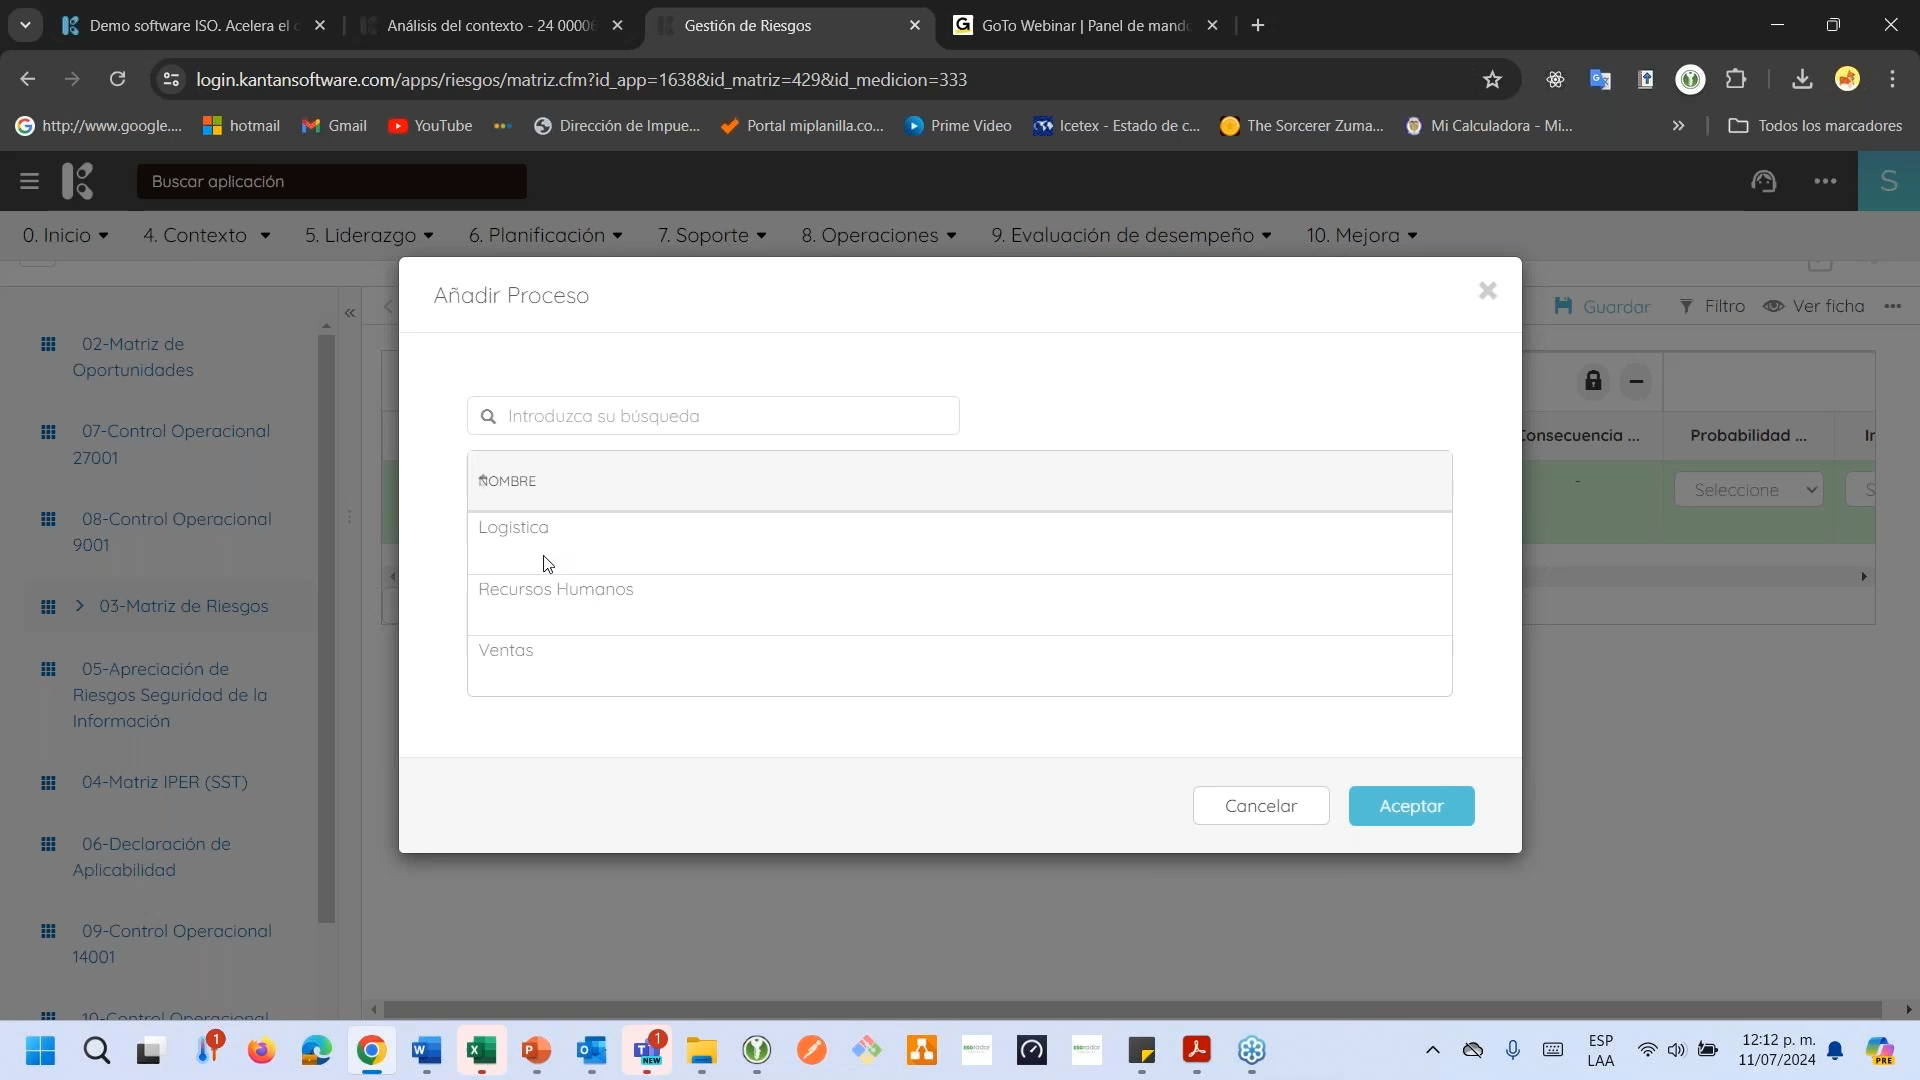 Demo software ISO. Acelera el c
Análisis del contexto - 24 00006
Gestión de Riesgos
GoTo Webinar | Panel de mando
login.kantansoftware.com/apps/riesgos/matriz.cfm?id_app=1638&id_matriz=429&id_medicion=333
http://www.google....
hotmail
Gmail
YouTube
Dirección de Impue...
Portal miplanilla.co...
Prime Video
Icetex - Estado de c...
The Sorcerer Zuma...
Mi Calculadora - Mi...
Todos los marcadores
Buscar aplicación
S
0. Inicio
4. Contexto
5. Liderazgo
6. Planificación
7. Soporte
8. Operaciones
9. Evaluación de desempeño
10. Mejora
Guardar
Filtro
Ver ficha
02-Matriz de
Oportunidades
07-Control Operacional
27001
08-Control Operacional
9001
03-Matriz de Riesgos
05-Apreciación de
Riesgos Seguridad de la
Información
04-Matriz IPER (SST)
06-Declaración de
Aplicabilidad
09-Control Operacional
14001
10-Control Operacional
Añadir Proceso
Introduzca su búsqueda
NOMBRE
Logistica
Recursos Humanos
Ventas
Cancelar
Aceptar
Consecuencia ...
Probabilidad ...
In
-
Seleccione
S
1
1
NEW
ESP
LAA
12:12 p. m.
11/07/2024
PRE